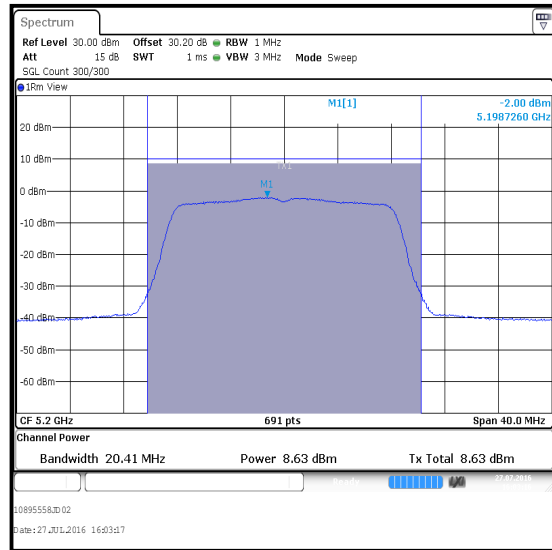 Spectrum
Ref Level 30.00 dBm Offset 30.20 dB RBW 1 MHz
Att 15 dB SWT 1 ms VBW 3 MHz Mode Sweep
SGL Count 300/300
1Rm View
M1[1] -2.00 dBm
5.1987260 GHz
20 dBm
10 dBm
Tx1
M1
0 dBm
-10 dBm
-20 dBm
-30 dBm
-40 dBm
-50 dBm
-60 dBm
CF 5.2 GHz 691 pts Span 40.0 MHz
Channel Power
Bandwidth 20.41 MHz Power 8.63 dBm Tx Total 8.63 dBm
Ready 27.07.2016
10895558JD02
Date: 27.JUL.2016 16:03:17